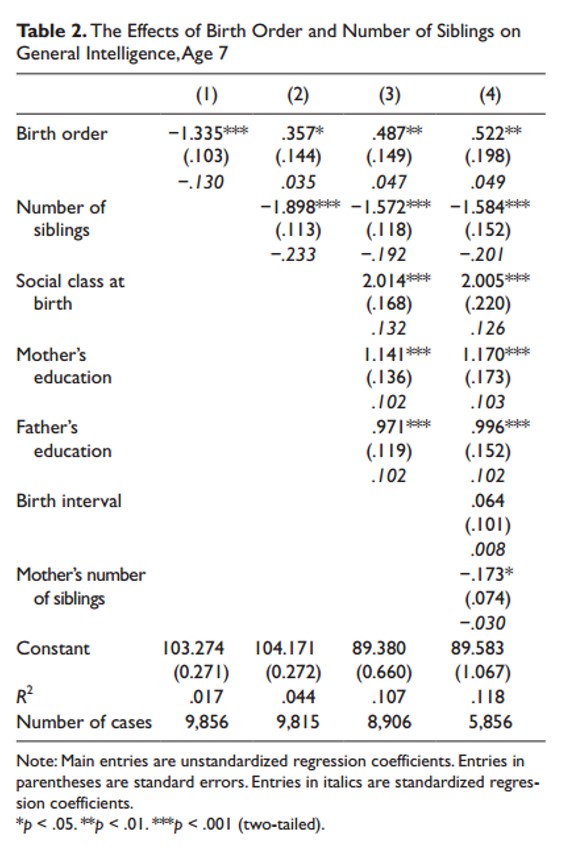 Table 2. The Effects of Birth Order and Number of Siblings on
General Intelligence, Age 7
(1) (2) (3) (4)
Birth order −1.335*** .357* .487** .522**
(.103) (.144) (.149) (.198)
−.130 .035 .047 .049
Number of −1.898*** −1.572*** −1.584***
siblings (.113) (.118) (.152)
−.233 −.192 −.201
Social class at 2.014*** 2.005***
birth (.168) (.220)
.132 .126
Mother's 1.141*** 1.170***
education (.136) (.173)
.102 .103
Father's .971*** .996***
education (.119) (.152)
.102 .102
Birth interval .064
(.101)
.008
Mother's number −.173*
of siblings (.074)
−.030
Constant 103.274 104.171 89.380 89.583
(0.271) (0.272) (0.660) (1.067)
R² .017 .044 .107 .118
Number of cases 9,856 9,815 8,906 5,856
Note: Main entries are unstandardized regression coefficients. Entries in
parentheses are standard errors. Entries in italics are standardized regres-
sion coefficients.
*p < .05. **p < .01. ***p < .001 (two-tailed).